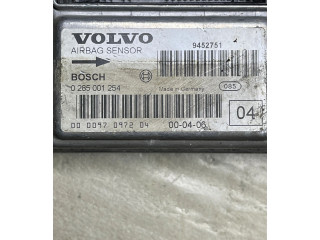 VOLVO
AIRBAG SENSOR
9452751
BOSCH
0 285 001 254
Made in Germany
085
00 0097 0972 04
00-04-06
04